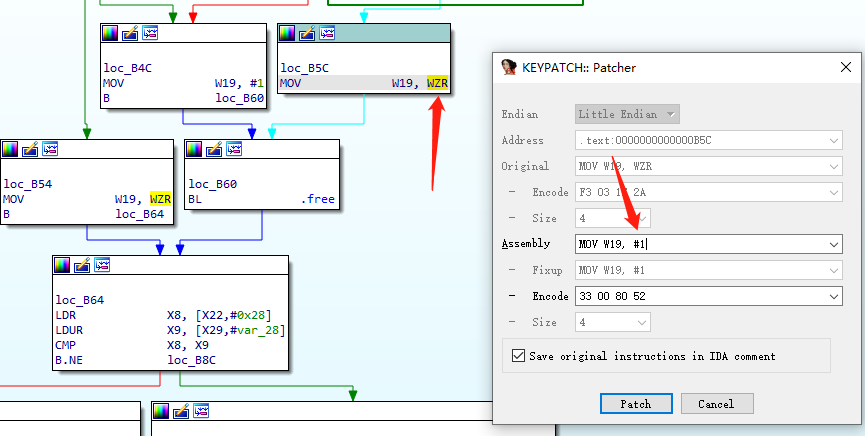 loc_B4C
MOV W19, #1
B loc_B60
loc_B5C
MOV W19, WZR
loc_B54
MOV W19, WZR
B loc_B64
loc_B60
BL .free
loc_B64
LDR X8, [X22,#0x28]
LDUR X9, [X29,#var_28]
CMP X8, X9
B.NE loc_B8C
KEYPATCH:: Patcher
Endian Little Endian
Address .text:0000000000000B5C
Original MOV W19, WZR
- Encode F3 03 2A
- Size 4
Assembly MOV W19, #1
- Fixup MOV W19, #1
Encode 33 00 80 52
- Size 4
Save original instructions in IDA comment
Patch Cancel